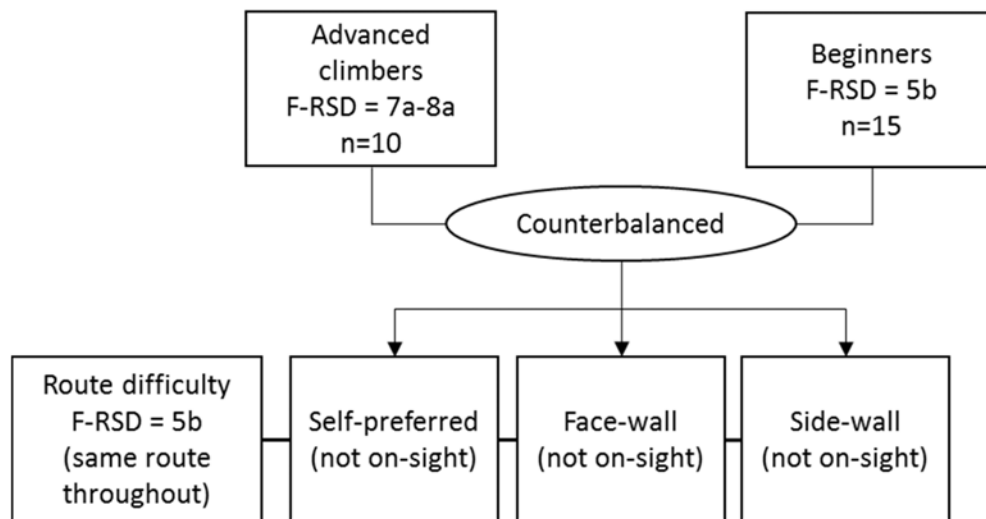 Advanced
climbers
F-RSD = 7a-8a
n=10
Beginners
F-RSD = 5b
n=15
Counterbalanced
Route difficulty
F-RSD = 5b
(same route
throughout)
Self-preferred
(not on-sight)
Face-wall
(not on-sight)
Side-wall
(not on-sight)